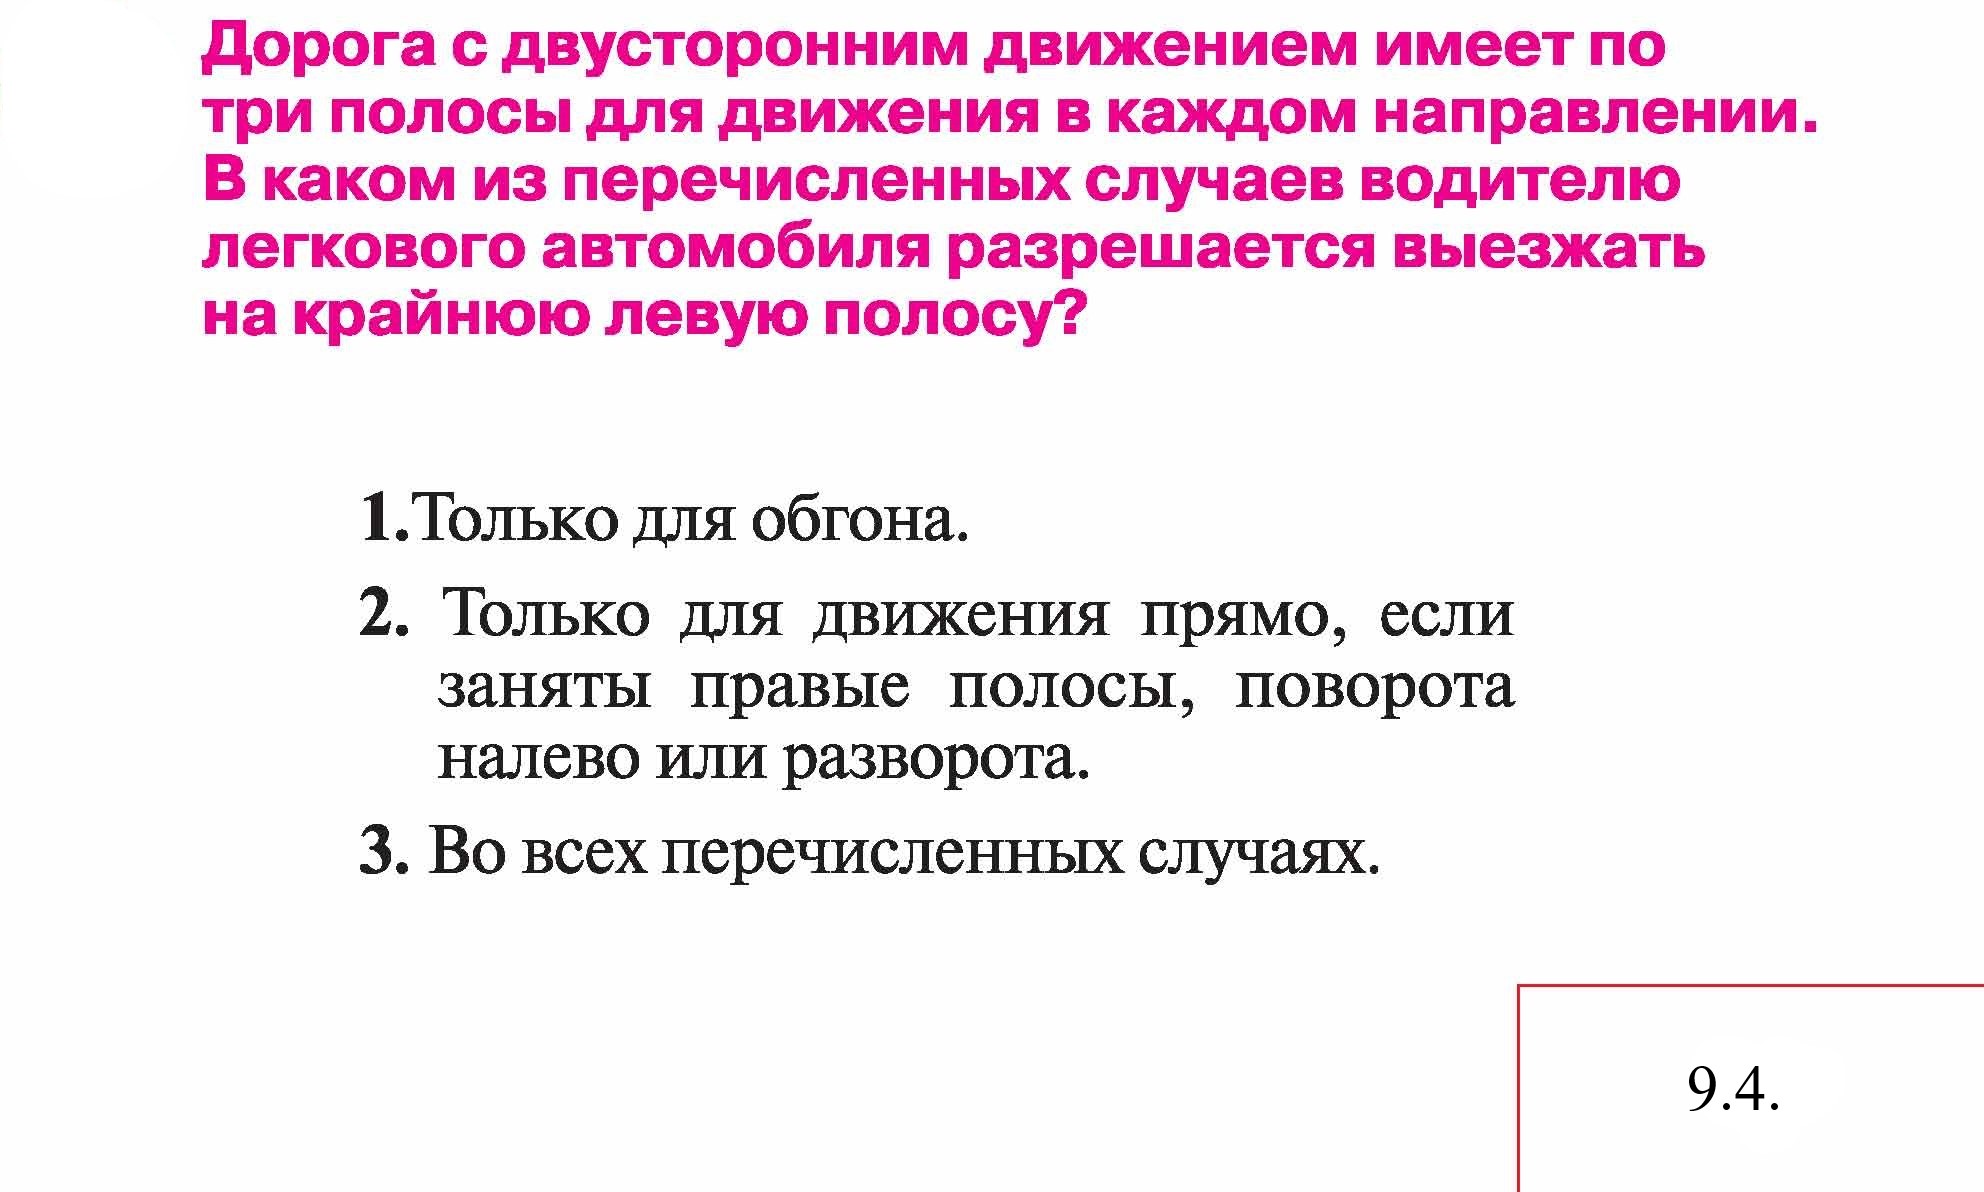 Дорога с двусторонним движением имеет по
три полосы для движения в каждом направлении.
В каком из перечисленных случаев водителю
легкового автомобиля разрешается выезжать
на крайнюю левую полосу?
1.Только для обгона.
2. Только для движения прямо, если
заняты правые полосы, поворота
налево или разворота.
3. Во всех перечисленных случаях.
9.4.